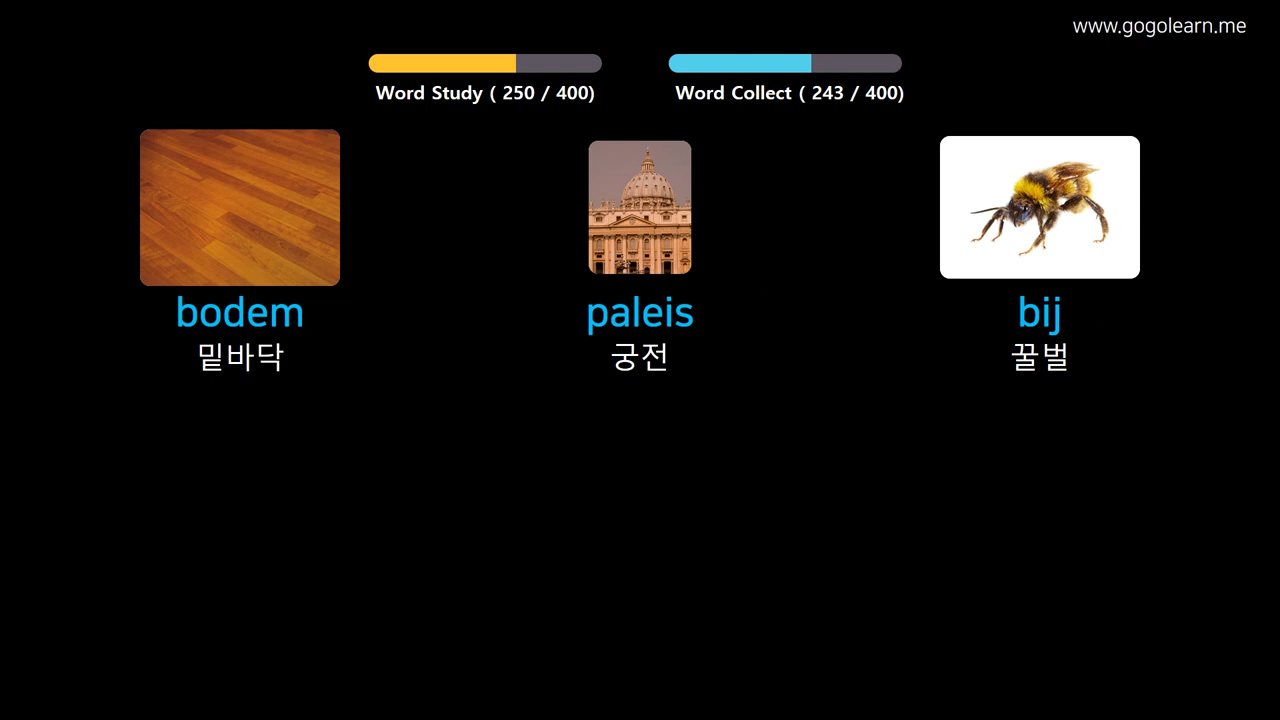 www.gogolearn.me
Word Study ( 250 / 400)
Word Collect ( 243 / 400)
bodem
밑바닥
paleis
궁전
bij
꿀벌